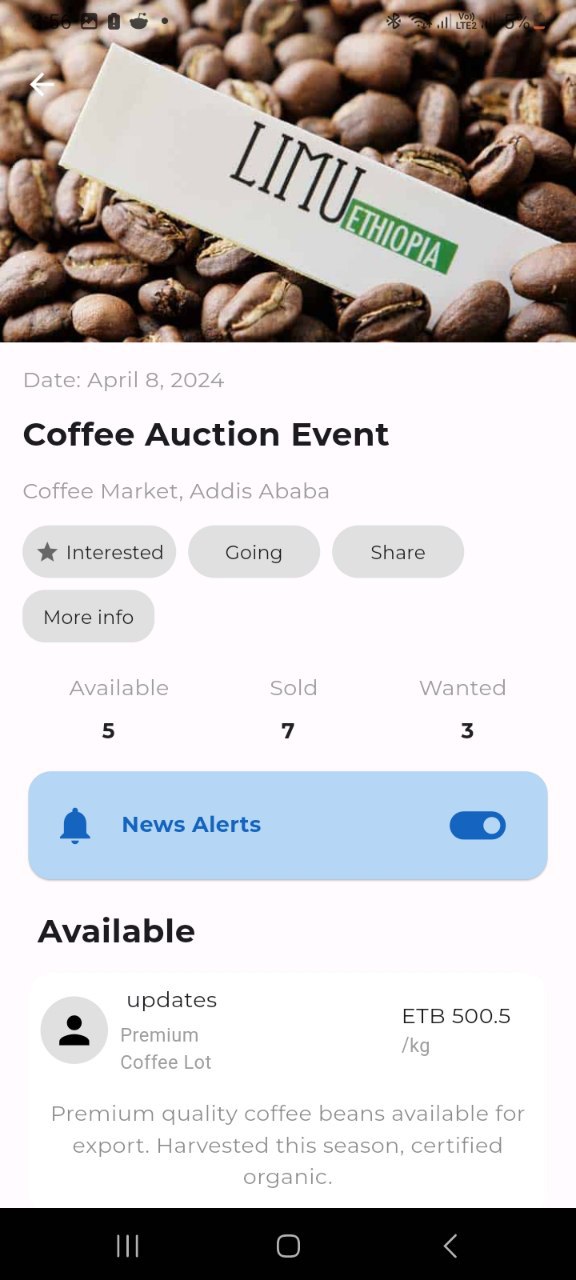 LIMU
ETHIOPIA
Date: April 8, 2024
Coffee Auction Event
Coffee Market, Addis Ababa
Interested Going Share
More info
Available Sold Wanted
5 7 3
News Alerts
Available
updates
ETB 500.5
Premium
/kg
Coffee Lot
Premium quality coffee beans available for
export. Harvested this season, certified
organic.